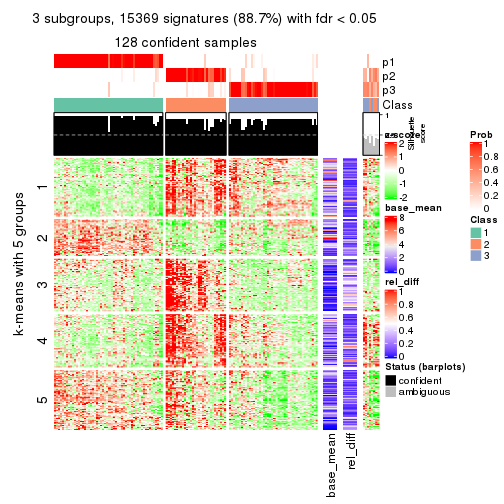 3 subgroups, 15369 signatures (88.7%) with fdr < 0.05
128 confident samples
p1
p2
p3
Class
1
Silhouette
score
z-score
2
1
0
-1
-2
Prob
1
0.8
0.6
0.4
0.2
0
base_mean
8
6
4
2
0
Class
1
2
3
rel_diff
1
0.8
0.6
0.4
0.2
0
Status (barplots)
confident
ambiguous
k-means with 5 groups
1
2
3
4
5
base_mean
rel_diff